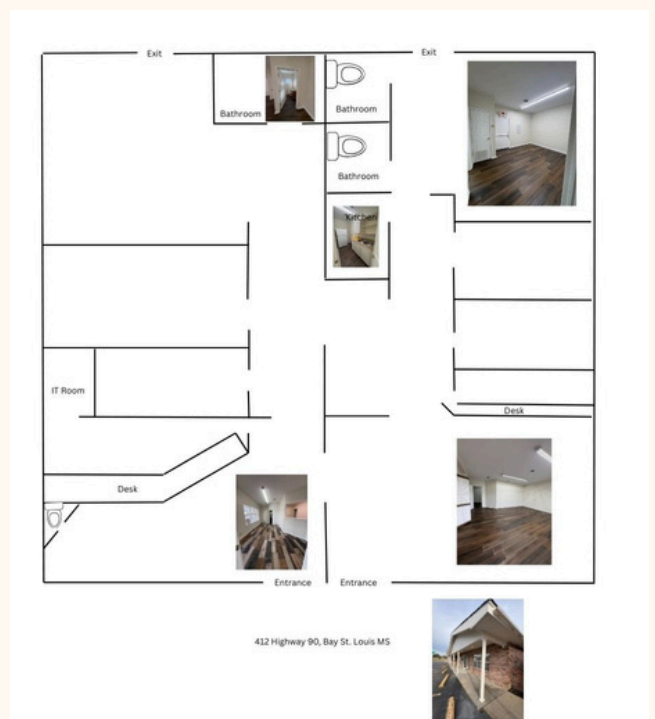 Exit
Exit
Bathroom
Bathroom
Bathroom
Kitchen
IT Room
Desk
Desk
Entrance
Entrance
412 Highway 90, Bay St. Louis MS